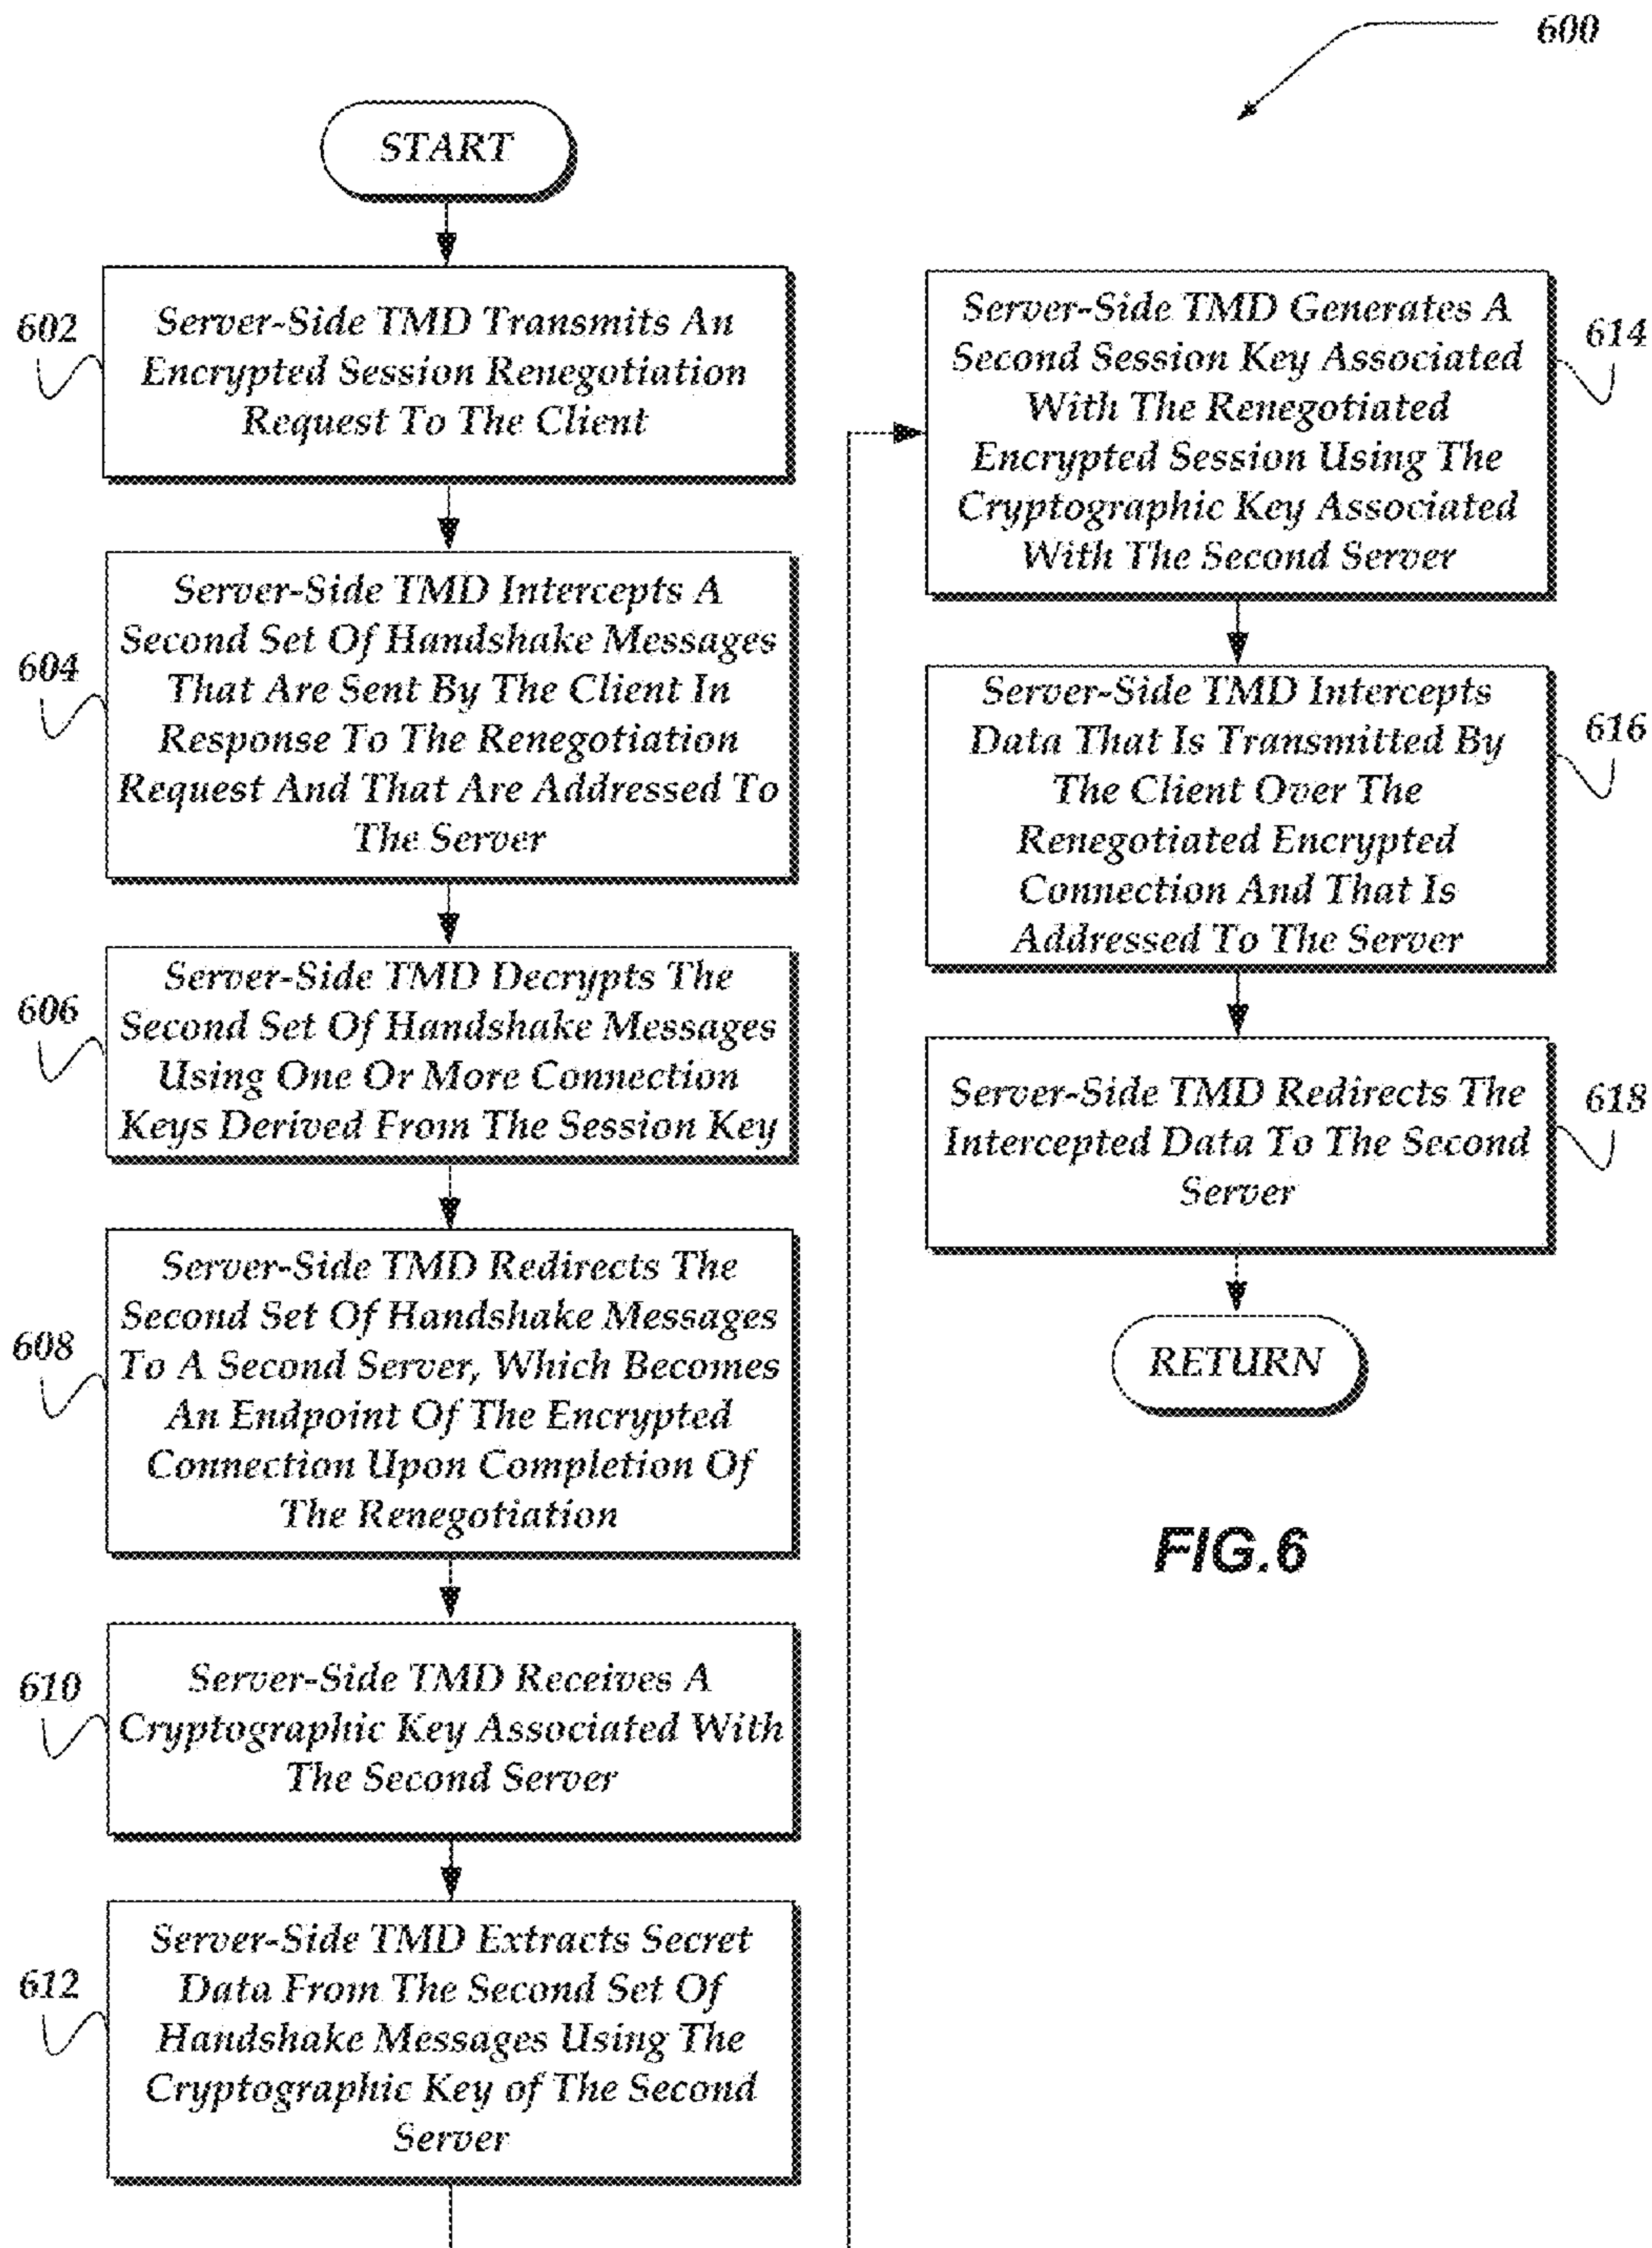 600
START
602
Server-Side TMD Transmits An
Encrypted Session Renegotiation
Request To The Client
604
Server-Side TMD Intercepts A
Second Set Of Handshake Messages
That Are Sent By The Client In
Response To The Renegotiation
Request And That Are Addressed To
The Server
606
Server-Side TMD Decrypts The
Second Set Of Handshake Messages
Using One Or More Connection
Keys Derived From The Session Key
608
Server-Side TMD Redirects The
Second Set Of Handshake Messages
To A Second Server, Which Becomes
An Endpoint Of The Encrypted
Connection Upon Completion Of
The Renegotiation
610
Server-Side TMD Receives A
Cryptographic Key Associated With
The Second Server
612
Server-Side TMD Extracts Secret
Data From The Second Set Of
Handshake Messages Using The
Cryptographic Key of The Second
Server
614
Server-Side TMD Generates A
Second Session Key Associated
With The Renegotiated
Encrypted Session Using The
Cryptographic Key Associated
With The Second Server
616
Server-Side TMD Intercepts
Data That Is Transmitted By
The Client Over The
Renegotiated Encrypted
Connection And That Is
Addressed To The Server
618
Server-Side TMD Redirects The
Intercepted Data To The Second
Server
RETURN
FIG.6